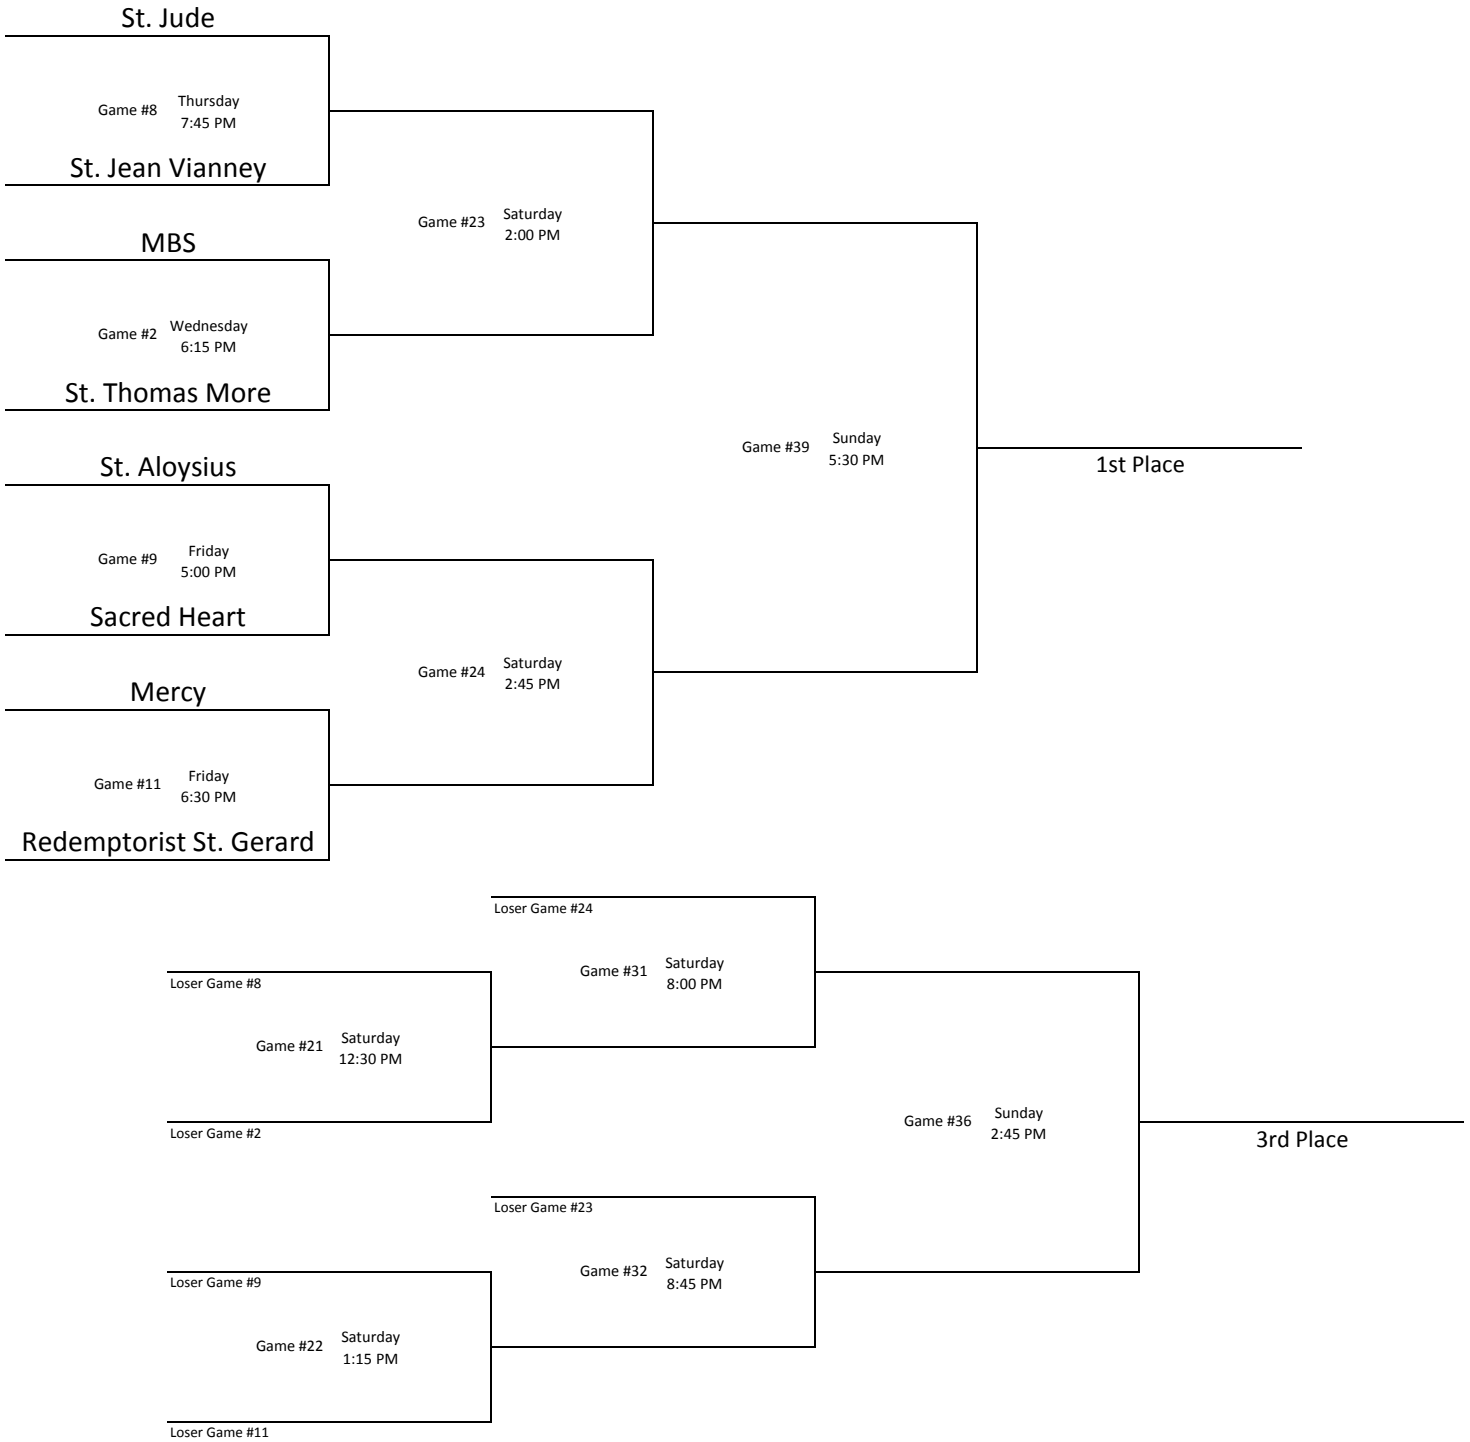 St. Jude
Game #8
Thursday
7:45 PM
St. Jean Vianney
Game #23
Saturday
2:00 PM
MBS
Game #2
Wednesday
6:15 PM
St. Thomas More
Game #39
Sunday
5:30 PM
1st Place
St. Aloysius
Game #9
Friday
5:00 PM
Sacred Heart
Game #24
Saturday
2:45 PM
Mercy
Game #11
Friday
6:30 PM
Redemptorist St. Gerard
Loser Game #24
Game #31
Saturday
8:00 PM
Loser Game #8
Game #21
Saturday
12:30 PM
Loser Game #2
Game #36
Sunday
2:45 PM
3rd Place
Loser Game #23
Game #32
Saturday
8:45 PM
Loser Game #9
Game #22
Saturday
1:15 PM
Loser Game #11